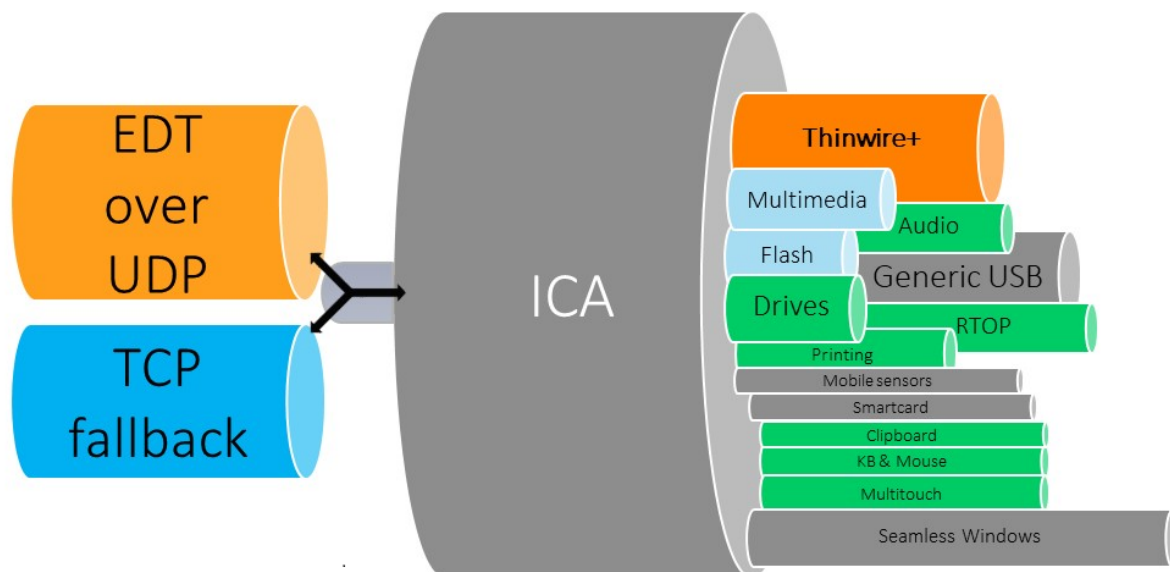 EDT
over
UDP
TCP
fallback
ICA
Thinwire+
Multimedia
Audio
Flash
Generic USB
Drives
RTOP
Printing
Mobile sensors
Smartcard
Clipboard
KB & Mouse
Multitouch
Seamless Windows